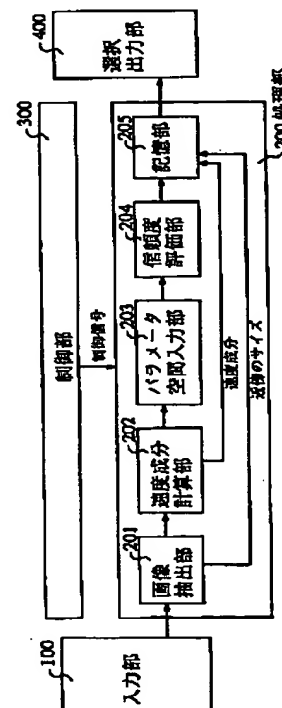 100
入力部
300
制御部
制御信号
201
画像
抽出部
202
速度成分
計算部
203
パラメータ
空間入力部
204
信頼度
評価部
205
記憶部
速度成分
近傍のサイズ
200 処理部
400
選択
出力部